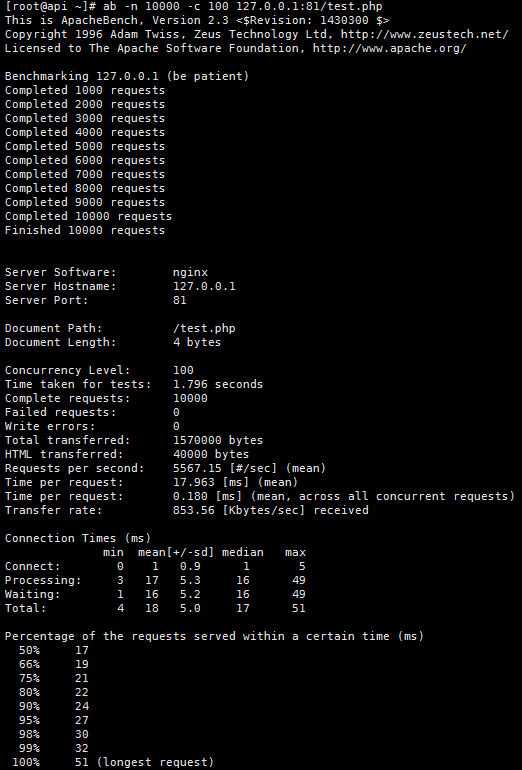 [root@api ~]# ab -n 10000 -c 100 127.0.0.1:81/test.php
This is ApacheBench, Version 2.3 <$Revision: 1430300 $>
Copyright 1996 Adam Twiss, Zeus Technology Ltd, http://www.zeustech.net/
Licensed to The Apache Software Foundation, http://www.apache.org/

Benchmarking 127.0.0.1 (be patient)
Completed 1000 requests
Completed 2000 requests
Completed 3000 requests
Completed 4000 requests
Completed 5000 requests
Completed 6000 requests
Completed 7000 requests
Completed 8000 requests
Completed 9000 requests
Completed 10000 requests
Finished 10000 requests


Server Software:        nginx
Server Hostname:        127.0.0.1
Server Port:            81

Document Path:          /test.php
Document Length:        4 bytes

Concurrency Level:      100
Time taken for tests:   1.796 seconds
Complete requests:      10000
Failed requests:        0
Write errors:           0
Total transferred:      1570000 bytes
HTML transferred:       40000 bytes
Requests per second:    5567.15 [#/sec] (mean)
Time per request:       17.963 [ms] (mean)
Time per request:       0.180 [ms] (mean, across all concurrent requests)
Transfer rate:          853.56 [Kbytes/sec] received

Connection Times (ms)
              min  mean[+/-sd] median   max
Connect:        0    1   0.9      1       5
Processing:     3   17   5.3     16      49
Waiting:        1   16   5.2     16      49
Total:          4   18   5.0     17      51

Percentage of the requests served within a certain time (ms)
  50%     17
  66%     19
  75%     21
  80%     22
  90%     24
  95%     27
  98%     30
  99%     32
 100%     51 (longest request)